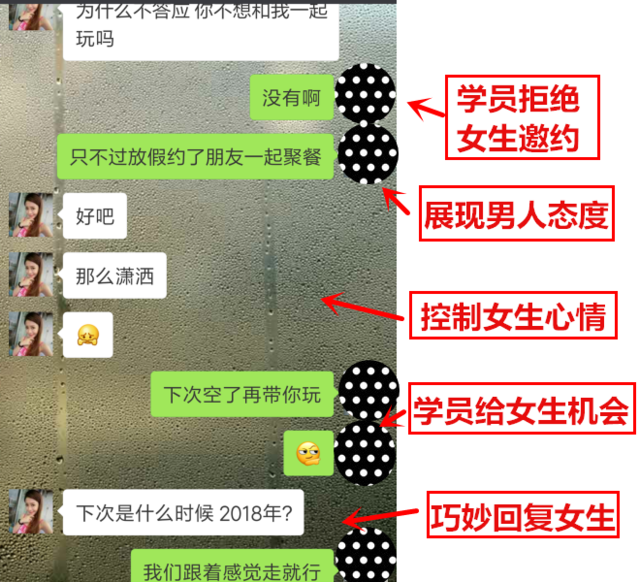 为什么不答应 你不想和我一起
玩吗
没有啊
学员拒绝
女生邀约
只不过放假约了朋友一起聚餐
展现男人态度
好吧
那么潇洒
控制女生心情
下次空了再带你玩
学员给女生机会
下次是什么时候 2018年?
巧妙回复女生
我们跟着感觉走就行